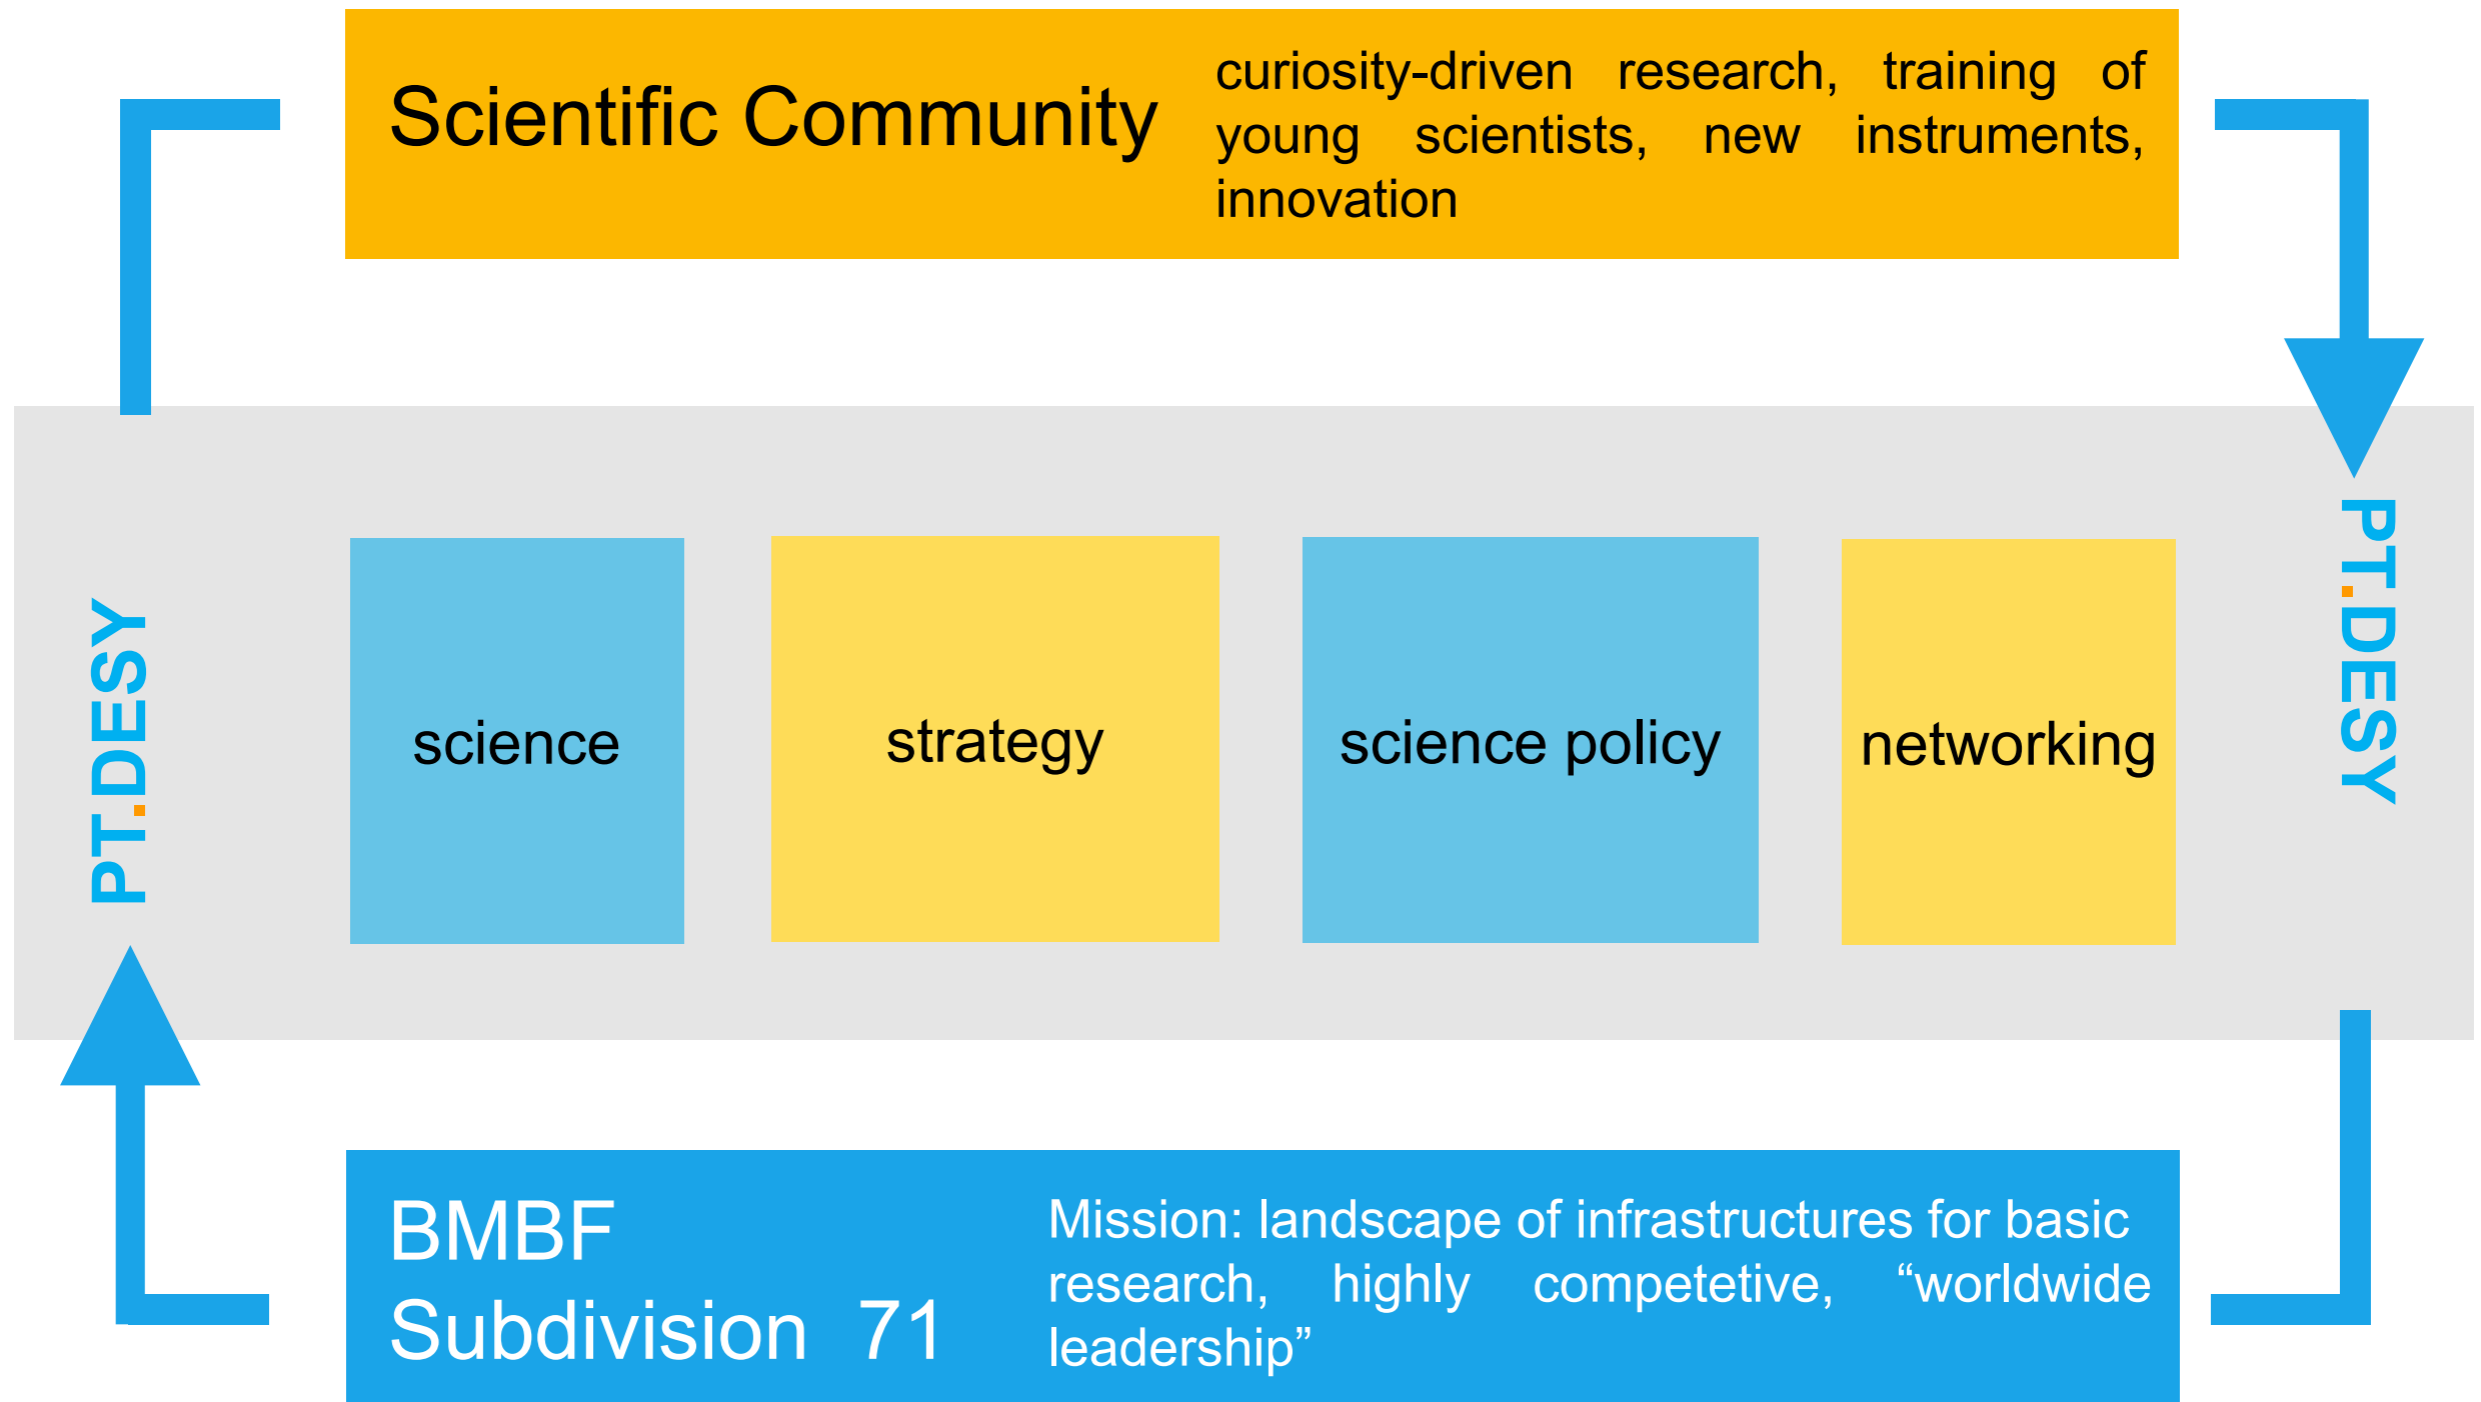 Scientific Community
curiosity-driven research, training of
young scientists, new instruments,
innovation
PT.DESY
science
strategy
science policy
networking
PT.DESY
BMBF
Subdivision 71
Mission: landscape of infrastructures for basic
research, highly competetive, “worldwide
leadership”